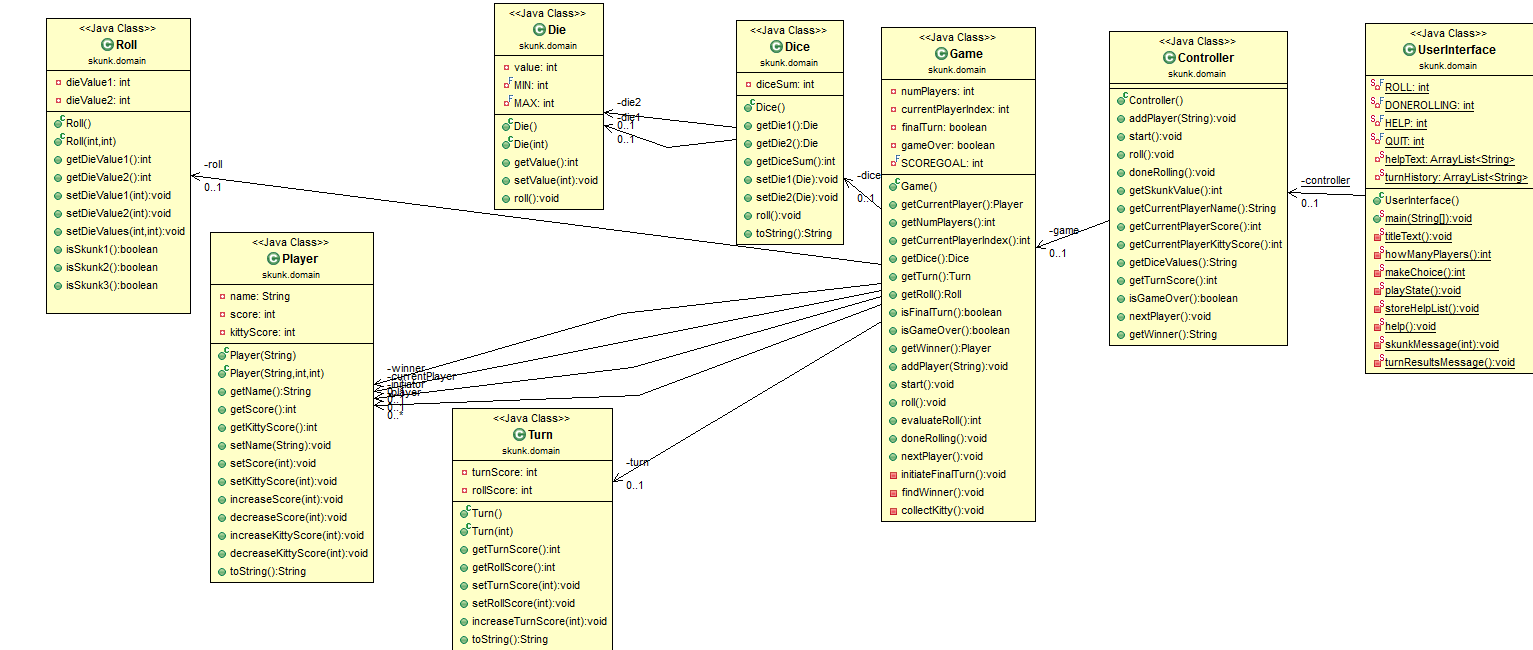 <<Java Class>>
Roll
skunk.domain
dieValue1: int
dieValue2: int
Roll()
Roll(int,int)
getDieValue1():int
getDieValue2():int
setDieValue1(int):void
setDieValue2(int):void
setDieValues(int,int):void
isSkunk1():boolean
isSkunk2():boolean
isSkunk3():boolean
-roll
0..1
<<Java Class>>
Player
skunk.domain
name: String
score: int
kittyScore: int
Player(String)
Player(String,int,int)
getName():String
getScore():int
getKittyScore():int
setName(String):void
setScore(int):void
setKittyScore(int):void
increaseScore(int):void
decreaseScore(int):void
increaseKittyScore(int):void
decreaseKittyScore(int):void
toString():String
-winner
-currentPlayer
-initiator
-player
0..*
<<Java Class>>
Die
skunk.domain
value: int
MIN: int
MAX: int
Die()
Die(int)
getValue():int
setValue(int):void
roll():void
-die2
-die1
0..1
0..1
<<Java Class>>
Turn
skunk.domain
turnScore: int
rollScore: int
Turn()
Turn(int)
getTurnScore():int
getRollScore():int
setTurnScore(int):void
setRollScore(int):void
increaseTurnScore(int):void
toString():String
-turn
0..1
<<Java Class>>
Dice
skunk.domain
diceSum: int
Dice()
getDie1():Die
getDie2():Die
getDiceSum():int
setDie1(Die):void
setDie2(Die):void
roll():void
toString():String
-dice
0..1
<<Java Class>>
Game
skunk.domain
numPlayers: int
currentPlayerIndex: int
finalTurn: boolean
gameOver: boolean
SCOREGOAL: int
Game()
getCurrentPlayer():Player
getNumPlayers():int
getCurrentPlayerIndex():int
getDice():Dice
getTurn():Turn
getRoll():Roll
isFinalTurn():boolean
isGameOver():boolean
getWinner():Player
addPlayer(String):void
start():void
roll():void
evaluateRoll():int
doneRolling():void
nextPlayer():void
initiateFinalTurn():void
findWinner():void
collectKitty():void
-game
0..1
<<Java Class>>
Controller
skunk.domain
Controller()
addPlayer(String):void
start():void
roll():void
doneRolling():void
getSkunkValue():int
getCurrentPlayerName():String
getCurrentPlayerScore():int
getCurrentPlayerKittyScore():int
getDiceValues():String
getTurnScore():int
isGameOver():boolean
nextPlayer():void
getWinner():String
-controller
0..1
<<Java Class>>
UserInterface
skunk.domain
ROLL: int
DONEROLLING: int
HELP: int
QUIT: int
helpText: ArrayList<String>
turnHistory: ArrayList<String>
UserInterface()
main(String[]):void
titleText():void
howManyPlayers():int
makeChoice():int
playState():void
storeHelpList():void
help():void
skunkMessage(int):void
turnResultsMessage():void